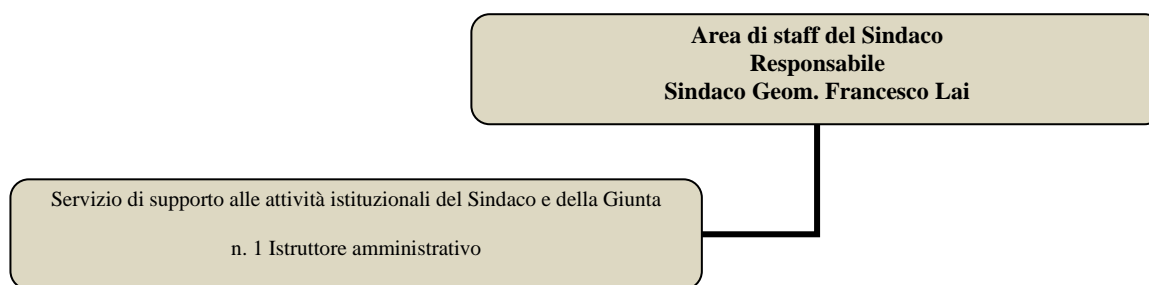 Area di staff del Sindaco
Responsabile
Sindaco Geom. Francesco Lai
Servizio di supporto alle attività istituzionali del Sindaco e della Giunta
n. 1 Istruttore amministrativo